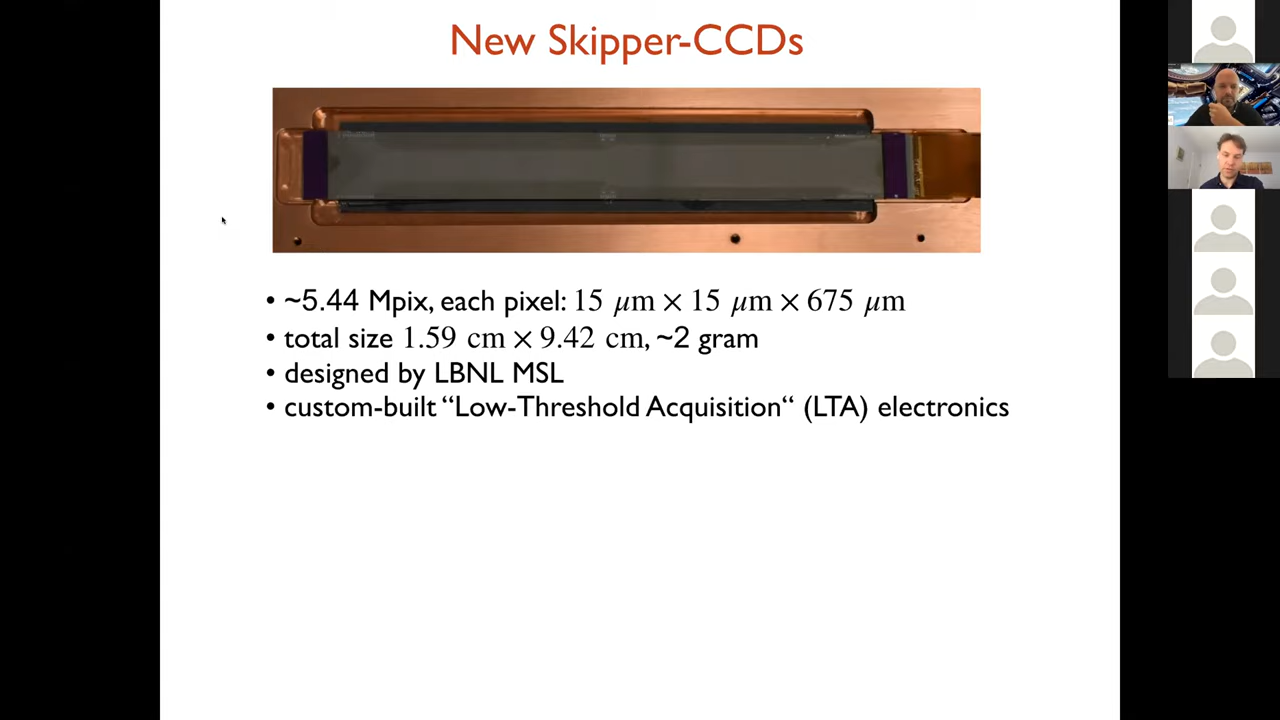 New Skipper-CCDs
• ~5.44 Mpix, each pixel: 15 μm × 15 μm × 675 μm
• total size 1.59 cm × 9.42 cm, ~2 gram
• designed by LBNL MSL
• custom-built “Low-Threshold Acquisition“ (LTA) electronics